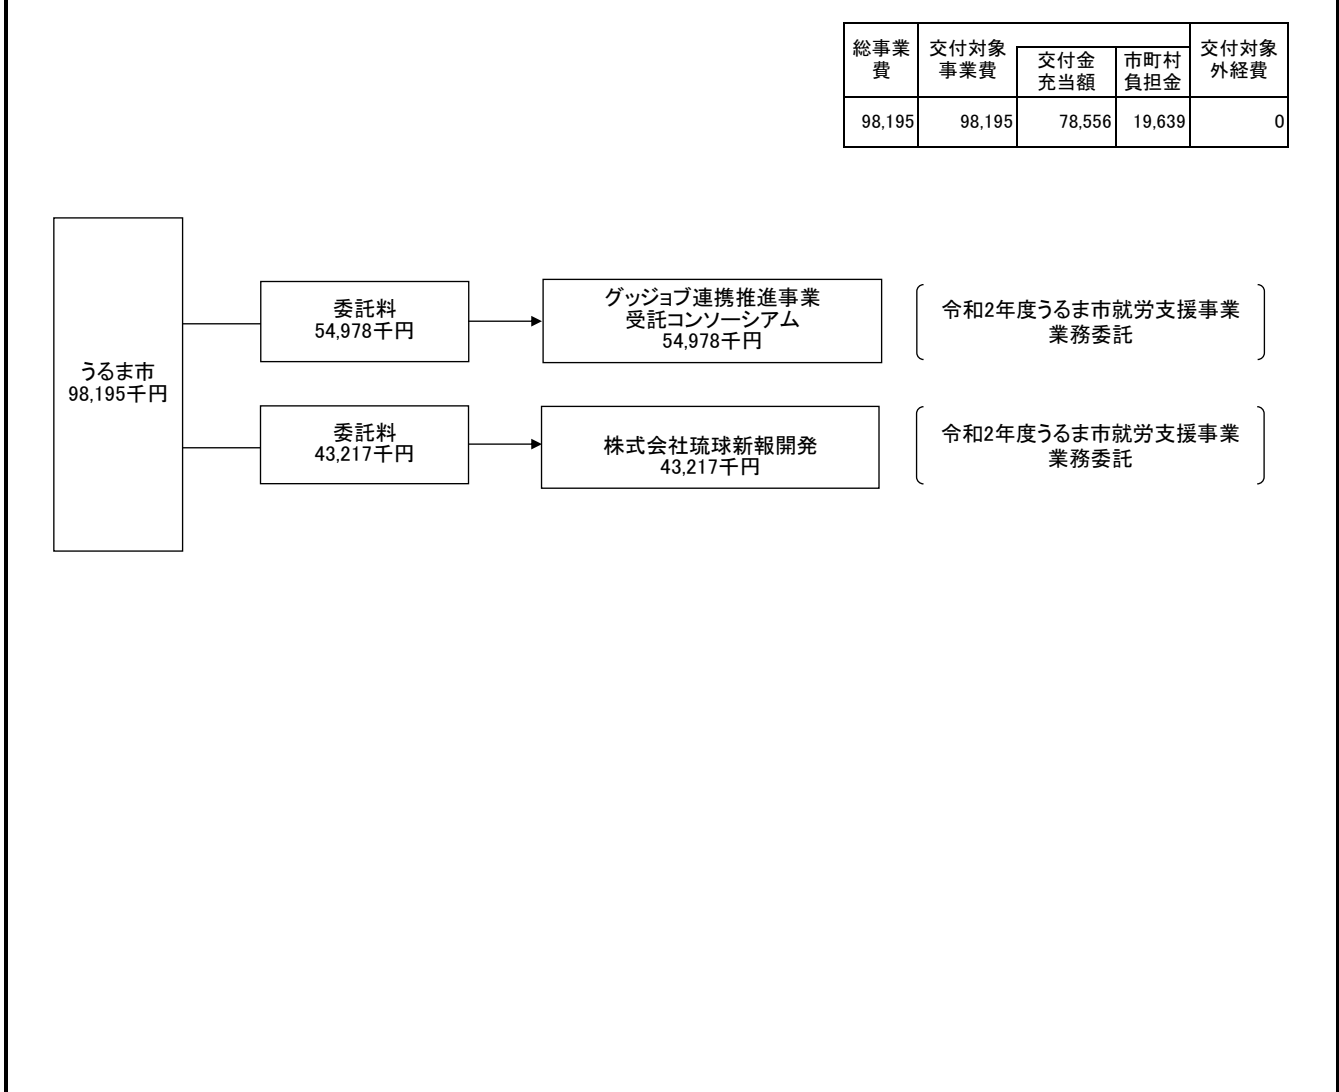 総事業
費
交付対象
事業費
交付金
充当額
市町村
負担金
交付対象
外経費
98,195
98,195
78,556
19,639
0
うるま市
98,195千円
委託料
54,978千円
グッジョブ連携推進事業
受託コンソーシアム
54,978千円
令和2年度うるま市就労支援事業
業務委託
委託料
43,217千円
株式会社琉球新報開発
43,217千円
令和2年度うるま市就労支援事業
業務委託